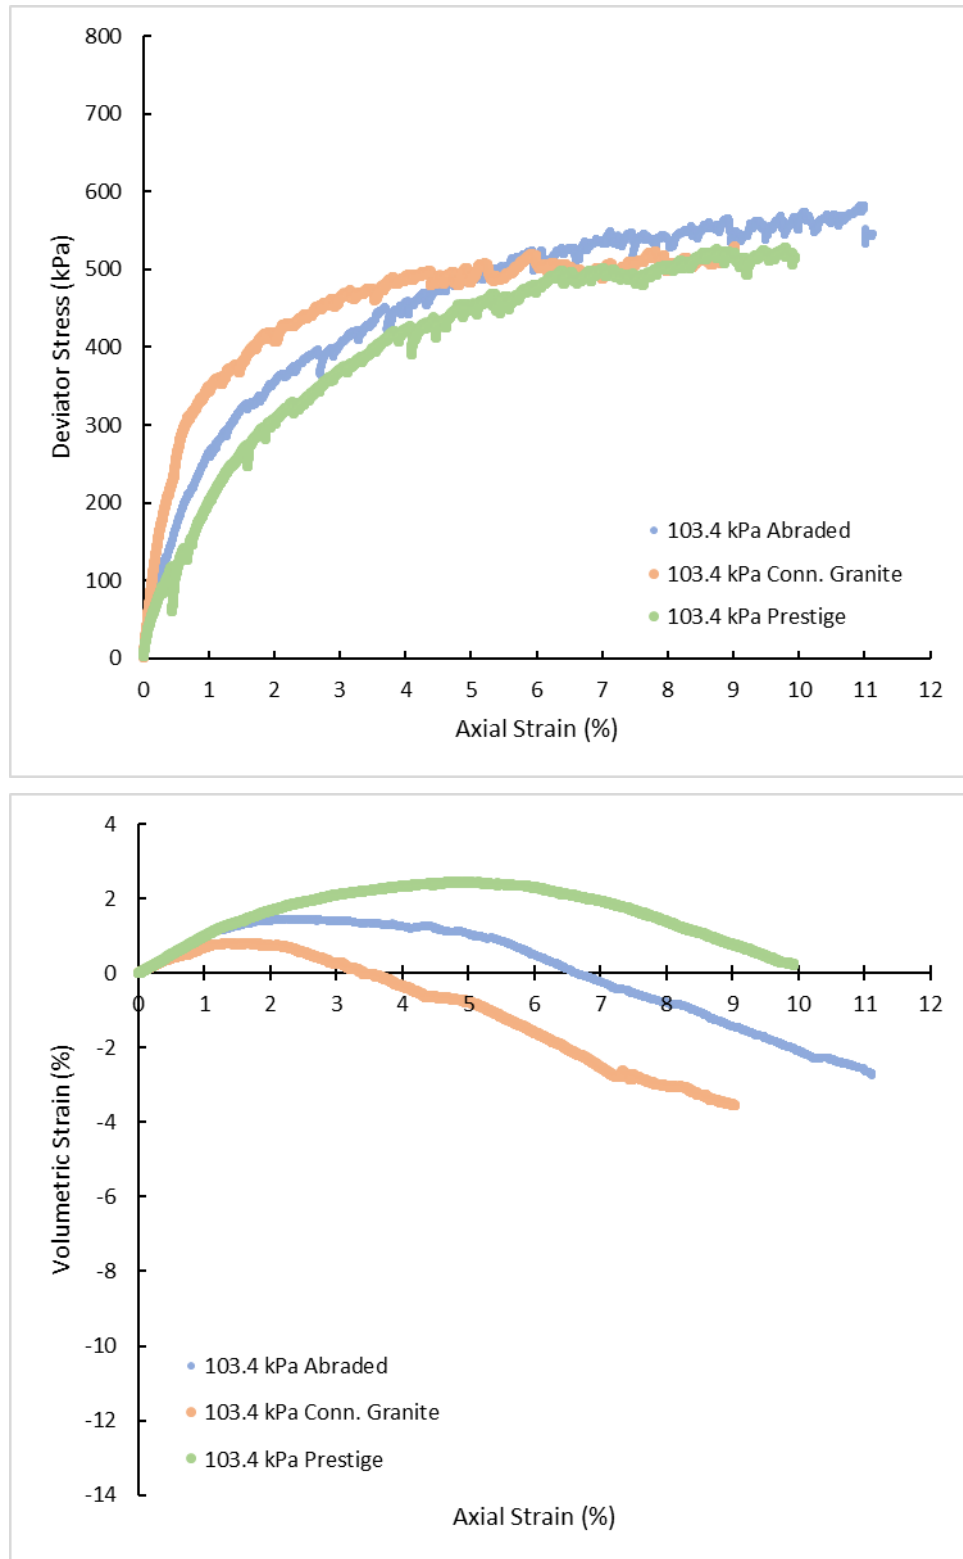 800
700
600
500
400
300
200
100
0
Deviator Stress (kPa)
103.4 kPa Abraded
103.4 kPa Conn. Granite
103.4 kPa Prestige
0 1 2 3 4 5 6 7 8 9 10 11 12
Axial Strain (%)
4
2
0
-2
-4
-6
-8
-10
-12
-14
Volumetric Strain (%)
0 1 2 3 4 5 6 7 8 9 10 11 12
103.4 kPa Abraded
103.4 kPa Conn. Granite
103.4 kPa Prestige
Axial Strain (%)